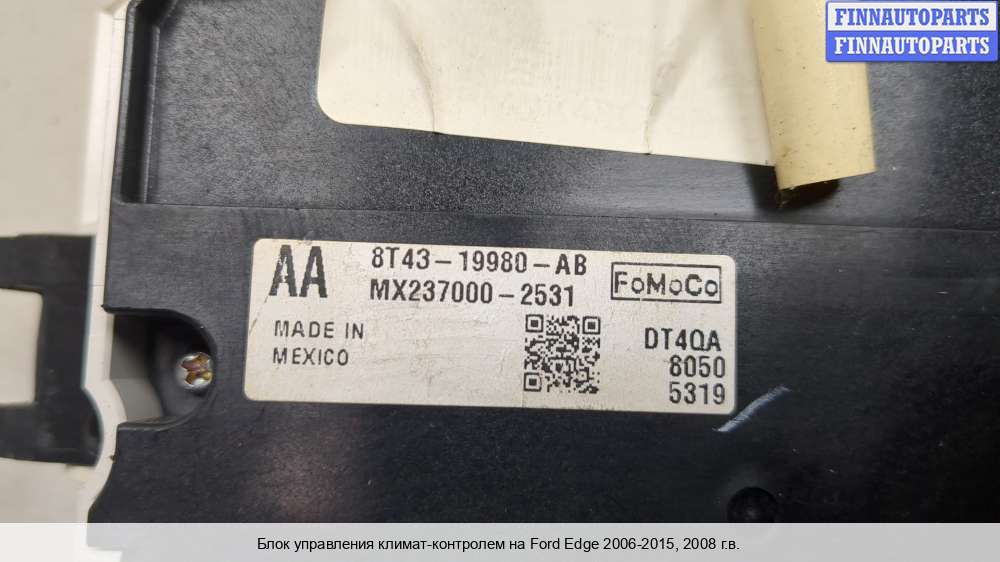 FINNAUTOPARTS
FINNAUTOPARTS
AA
8T43-19980-AB
MX237000-2531
FoMoCo
MADE IN
MEXICO
DT4QA
8050
5319
Блок управления климат-контролем на Ford Edge 2006-2015, 2008 г.в.